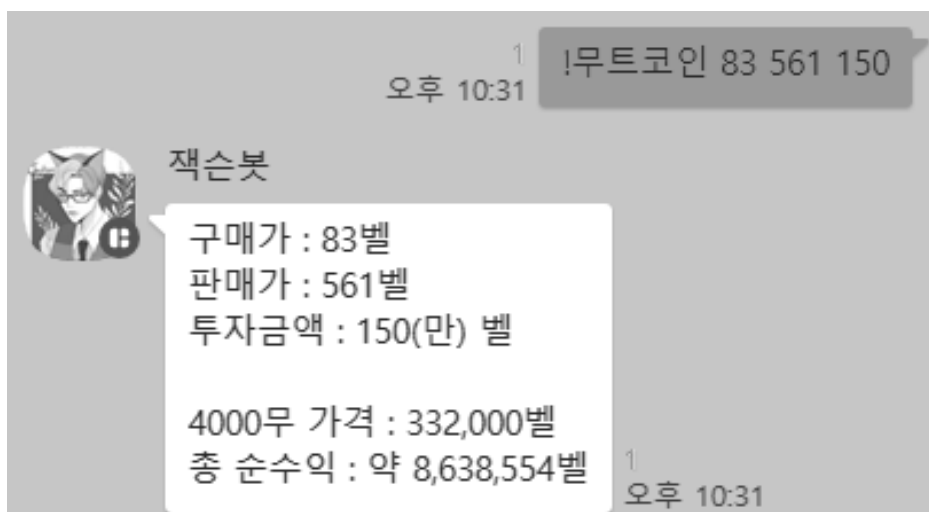 !무트코인 83 561 150
1
오후 10:31
잭슨봇
구매가 : 83벨
판매가 : 561벨
투자금액 : 150(만) 벨
4000무 가격 : 332,000벨
총 순수익 : 약 8,638,554벨
1
오후 10:31